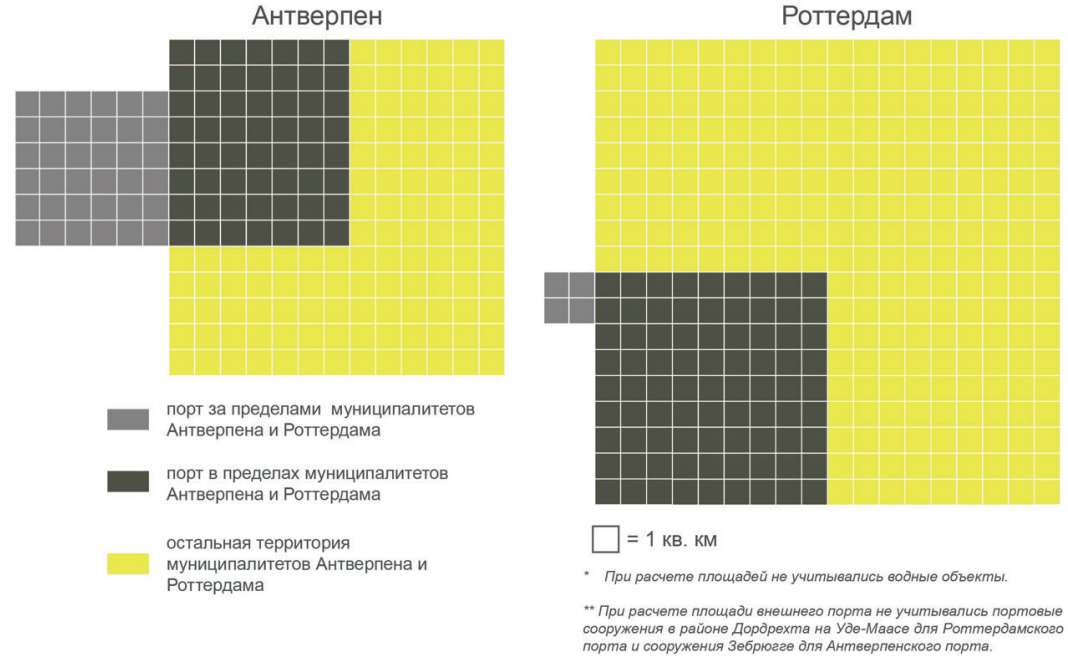 Антверпен
Роттердам
порт за пределами муниципалитетов
Антверпена и Роттердама
порт в пределах муниципалитетов
Антверпена и Роттердама
остальная территория
муниципалитетов Антверпена и
Роттердама
= 1 кв. км
* При расчете площадей не учитывались водные объекты.
** При расчете площади внешнего порта не учитывались портовые
сооружения в районе Дордрехта на Уде-Маасе для Роттердамского
порта и сооружения Зебрюгге для Антверпенского порта.